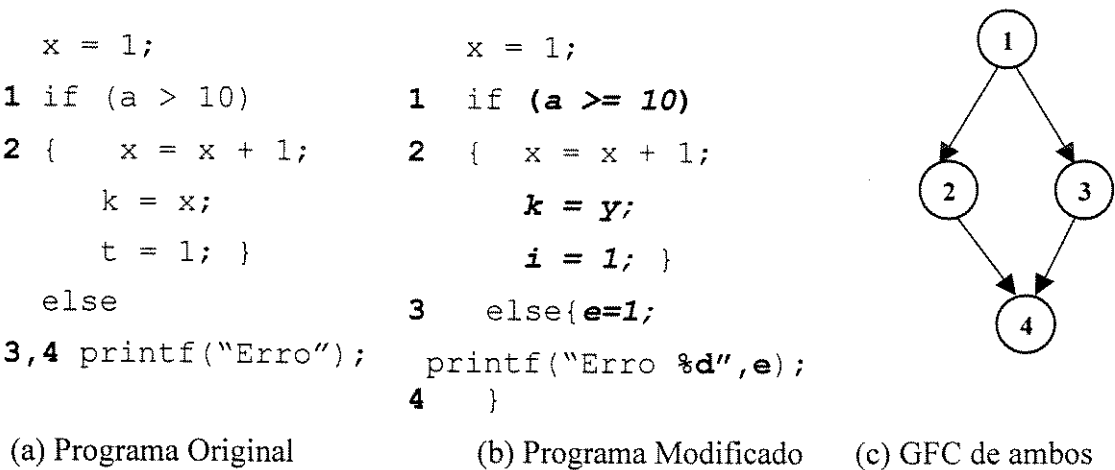 x = 1;
1 if (a > 10)
2 { x = x + 1;
k = x;
t = 1; }
else
3,4 printf("Erro");
(a) Programa Original
x = 1;
1 if (a >= 10)
2 { x = x + 1;
k = y;
i = 1; }
3 else{e=1;
printf("Erro %d",e);
4 }
(b) Programa Modificado
1
2
3
4
(c) GFC de ambos